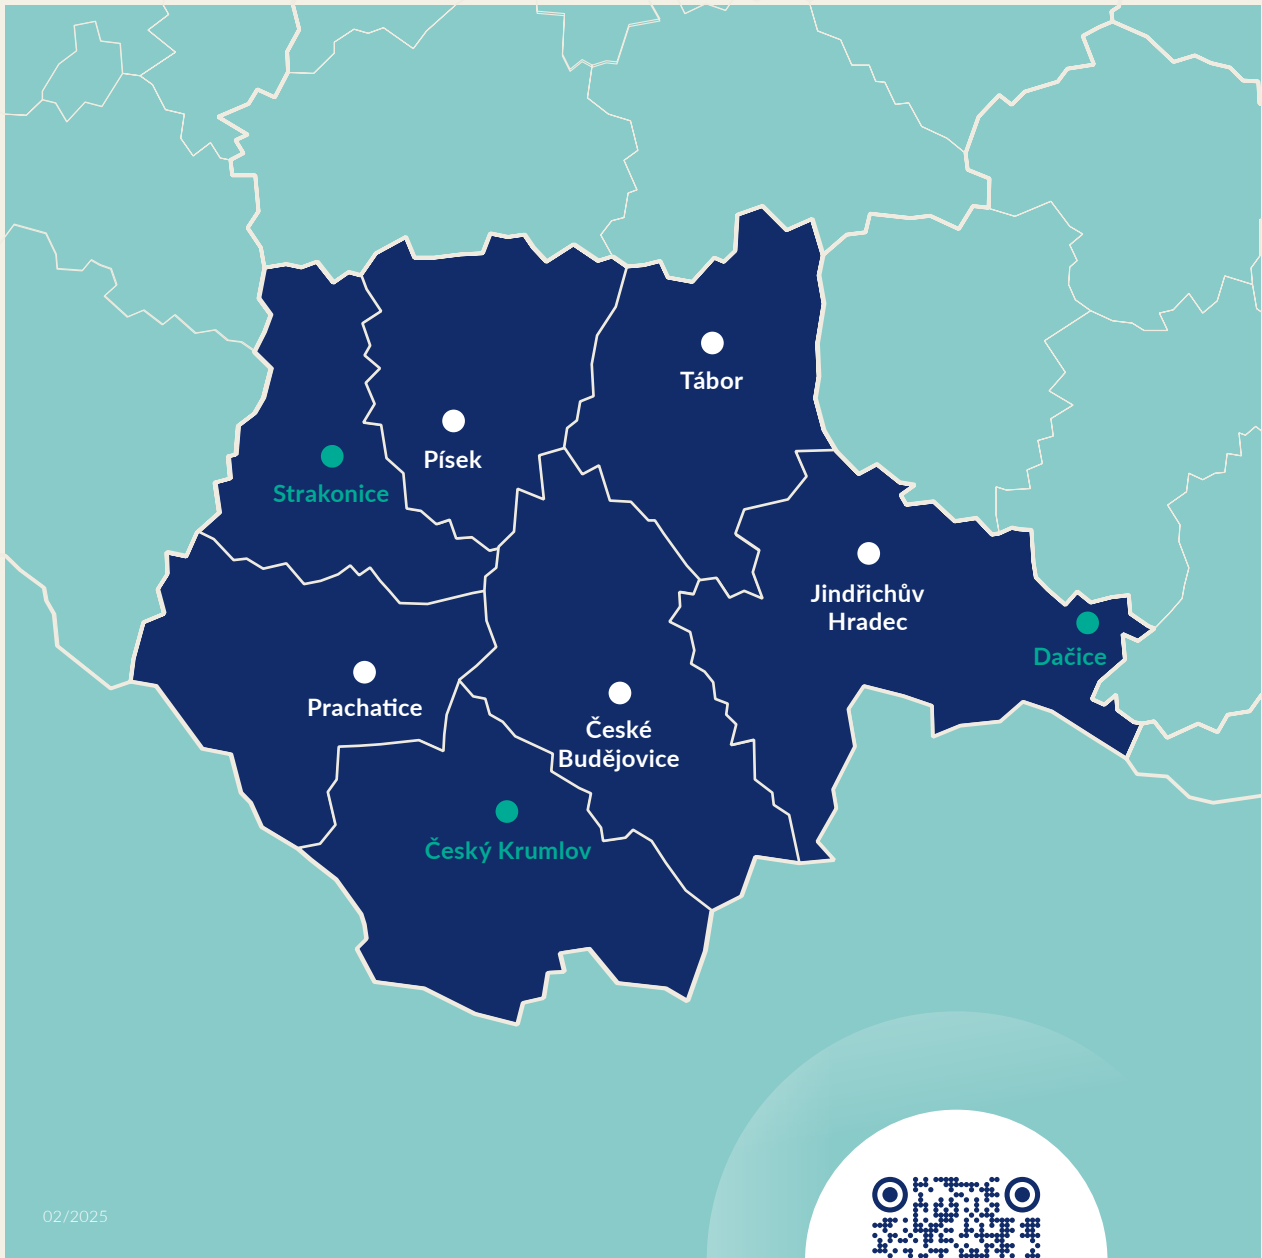 Tábor
Písek
Strakonice
Jindřichův
Hradec
Dačice
Prachatice
České
Budějovice
Český Krumlov
02/2025